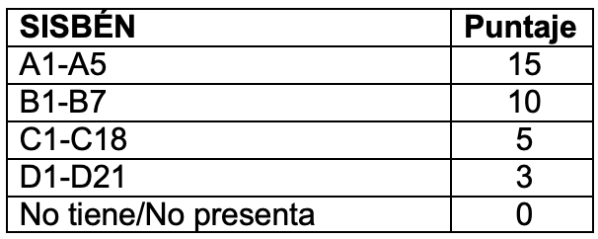 SISBÉN Puntaje
A1-A5 15
B1-B7 10
C1-C18 5
D1-D21 3
No tiene/No presenta 0